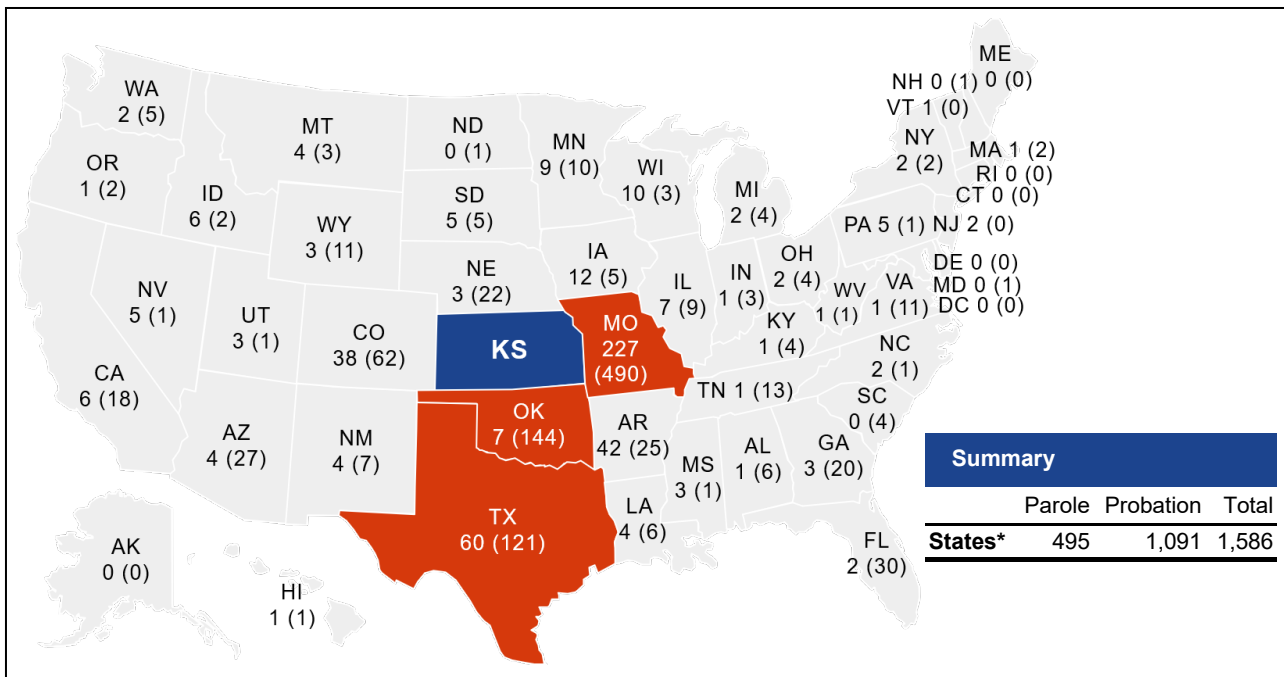 ME
0 (0)
NH 0 (1)
VT 1 (0)
WA
2 (5)
MT
4 (3)
ND
0 (1)
MN
9 (10)
NY
2 (2)
MA 1 (2)
RI 0 (0)
CT 0 (0)
OR
1 (2)
ID
6 (2)
SD
5 (5)
WI
10 (3)
MI
2 (4)
WY
3 (11)
PA 5 (1)
NJ 2 (0)
IA
12 (5)
NE
3 (22)
IL
7 (9)
IN
1 (3)
OH
2 (4)
DE 0 (0)
MD 0 (1)
DC 0 (0)
WV
1 (1)
VA
1 (11)
NV
5 (1)
UT
3 (1)
CO
38 (62)
KS
MO
227
(490)
KY
1 (4)
NC
2 (1)
CA
6 (18)
TN 1 (13)
SC
0 (4)
AZ
4 (27)
NM
4 (7)
OK
7 (144)
AR
42 (25)
MS
3 (1)
AL
1 (6)
GA
3 (20)
LA
4 (6)
TX
60 (121)
FL
2 (30)
AK
0 (0)
HI
1 (1)
Summary
Parole Probation Total
States* 495 1,091 1,586